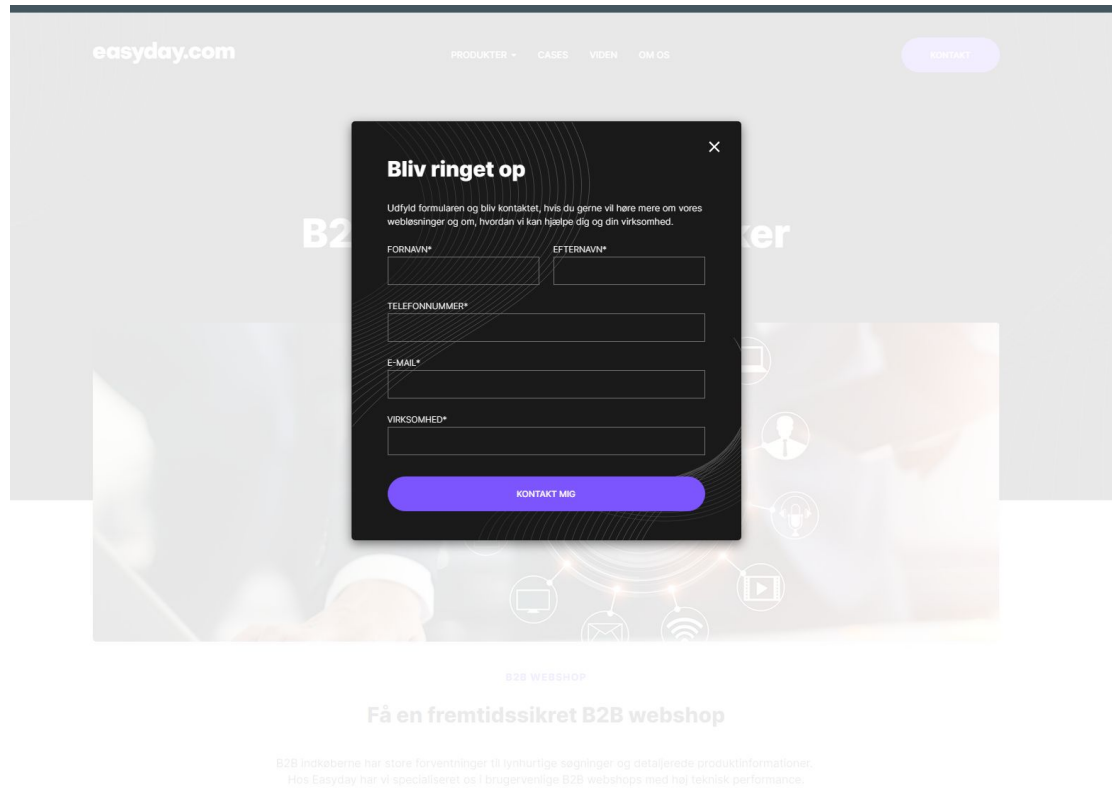 easyday.com
PRODUKTER CASES VIDEN OM OS
KONTAKT
Bliv ringet op
Udfyld formularen og bliv kontaktet, hvis du gerne vil høre mere om vores
webløsninger og om, hvordan vi kan hjælpe dig og din virksomhed.
B2 ker
FORNAVN* EFTERNAVN*
TELEFONNUMMER*
E-MAIL*
VIRKSOMHED*
KONTAKT MIG
B2B WEBSHOP
Få en fremtidssikret B2B webshop
B2B indkøberne har store forventninger til lynhurtige søgninger og detaljerede produktinformationer.
Hos Easyday har vi specialiseret os i brugervenlige B2B webshops med høj teknisk performance.